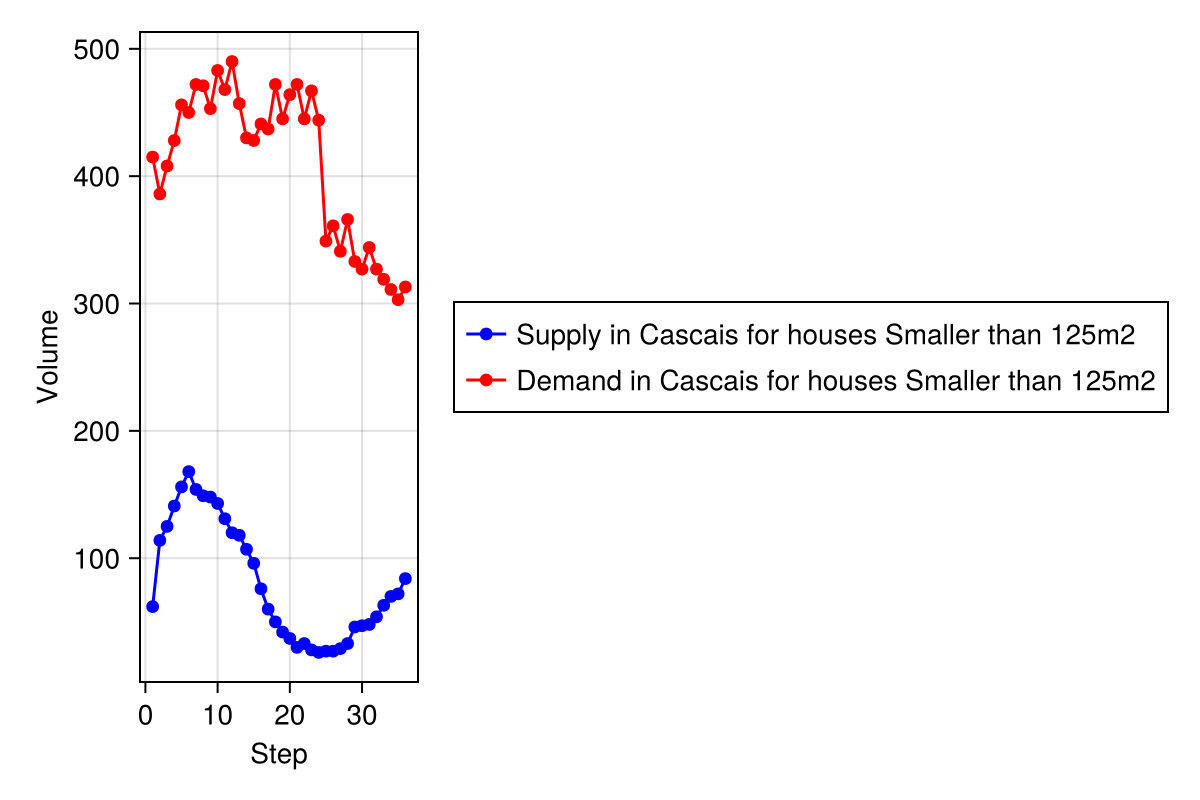 500
400
300
200
100
Volume
0 10 20 30
Step
Supply in Cascais for houses Smaller than 125m2
Demand in Cascais for houses Smaller than 125m2